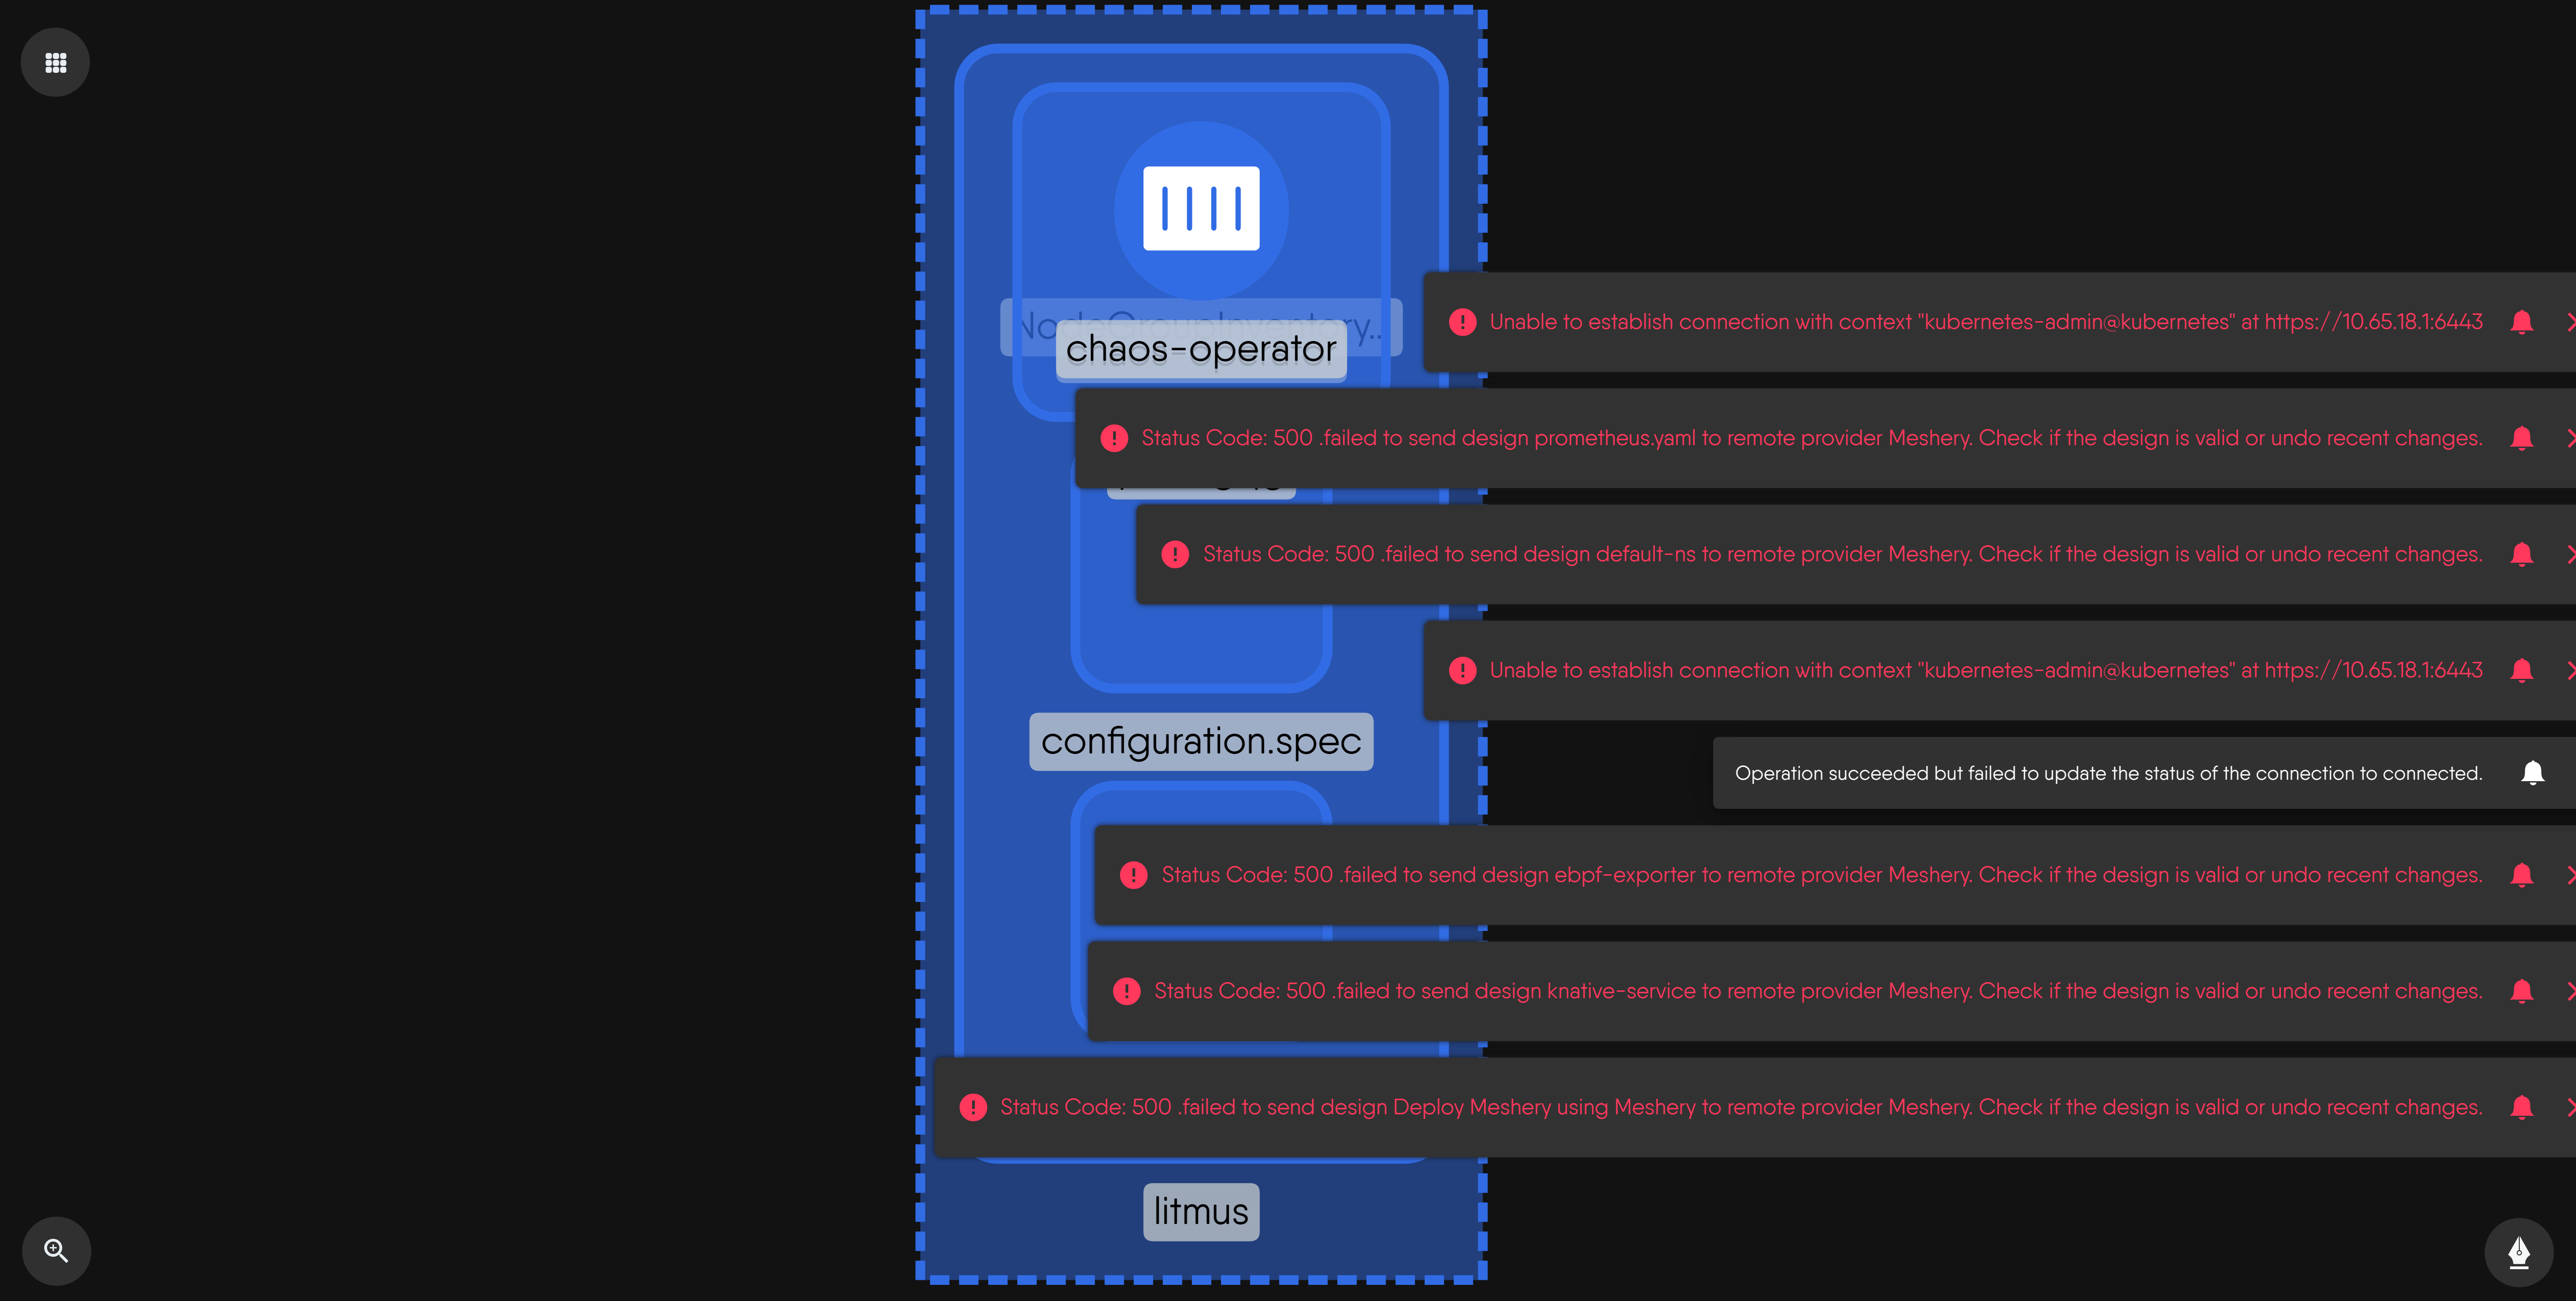 NodeGroupInventory..
chaos-operator
Unable to establish connection with context "kubernetes-admin@kubernetes" at https://10.65.18.1:6443
Status Code: 500 .failed to send design prometheus.yaml to remote provider Meshery. Check if the design is valid or undo recent changes.
Status Code: 500 .failed to send design default-ns to remote provider Meshery. Check if the design is valid or undo recent changes.
Unable to establish connection with context "kubernetes-admin@kubernetes" at https://10.65.18.1:6443
configuration.spec
Operation succeeded but failed to update the status of the connection to connected.
Status Code: 500 .failed to send design ebpf-exporter to remote provider Meshery. Check if the design is valid or undo recent changes.
Status Code: 500 .failed to send design knative-service to remote provider Meshery. Check if the design is valid or undo recent changes.
Status Code: 500 .failed to send design Deploy Meshery using Meshery to remote provider Meshery. Check if the design is valid or undo recent changes.
litmus